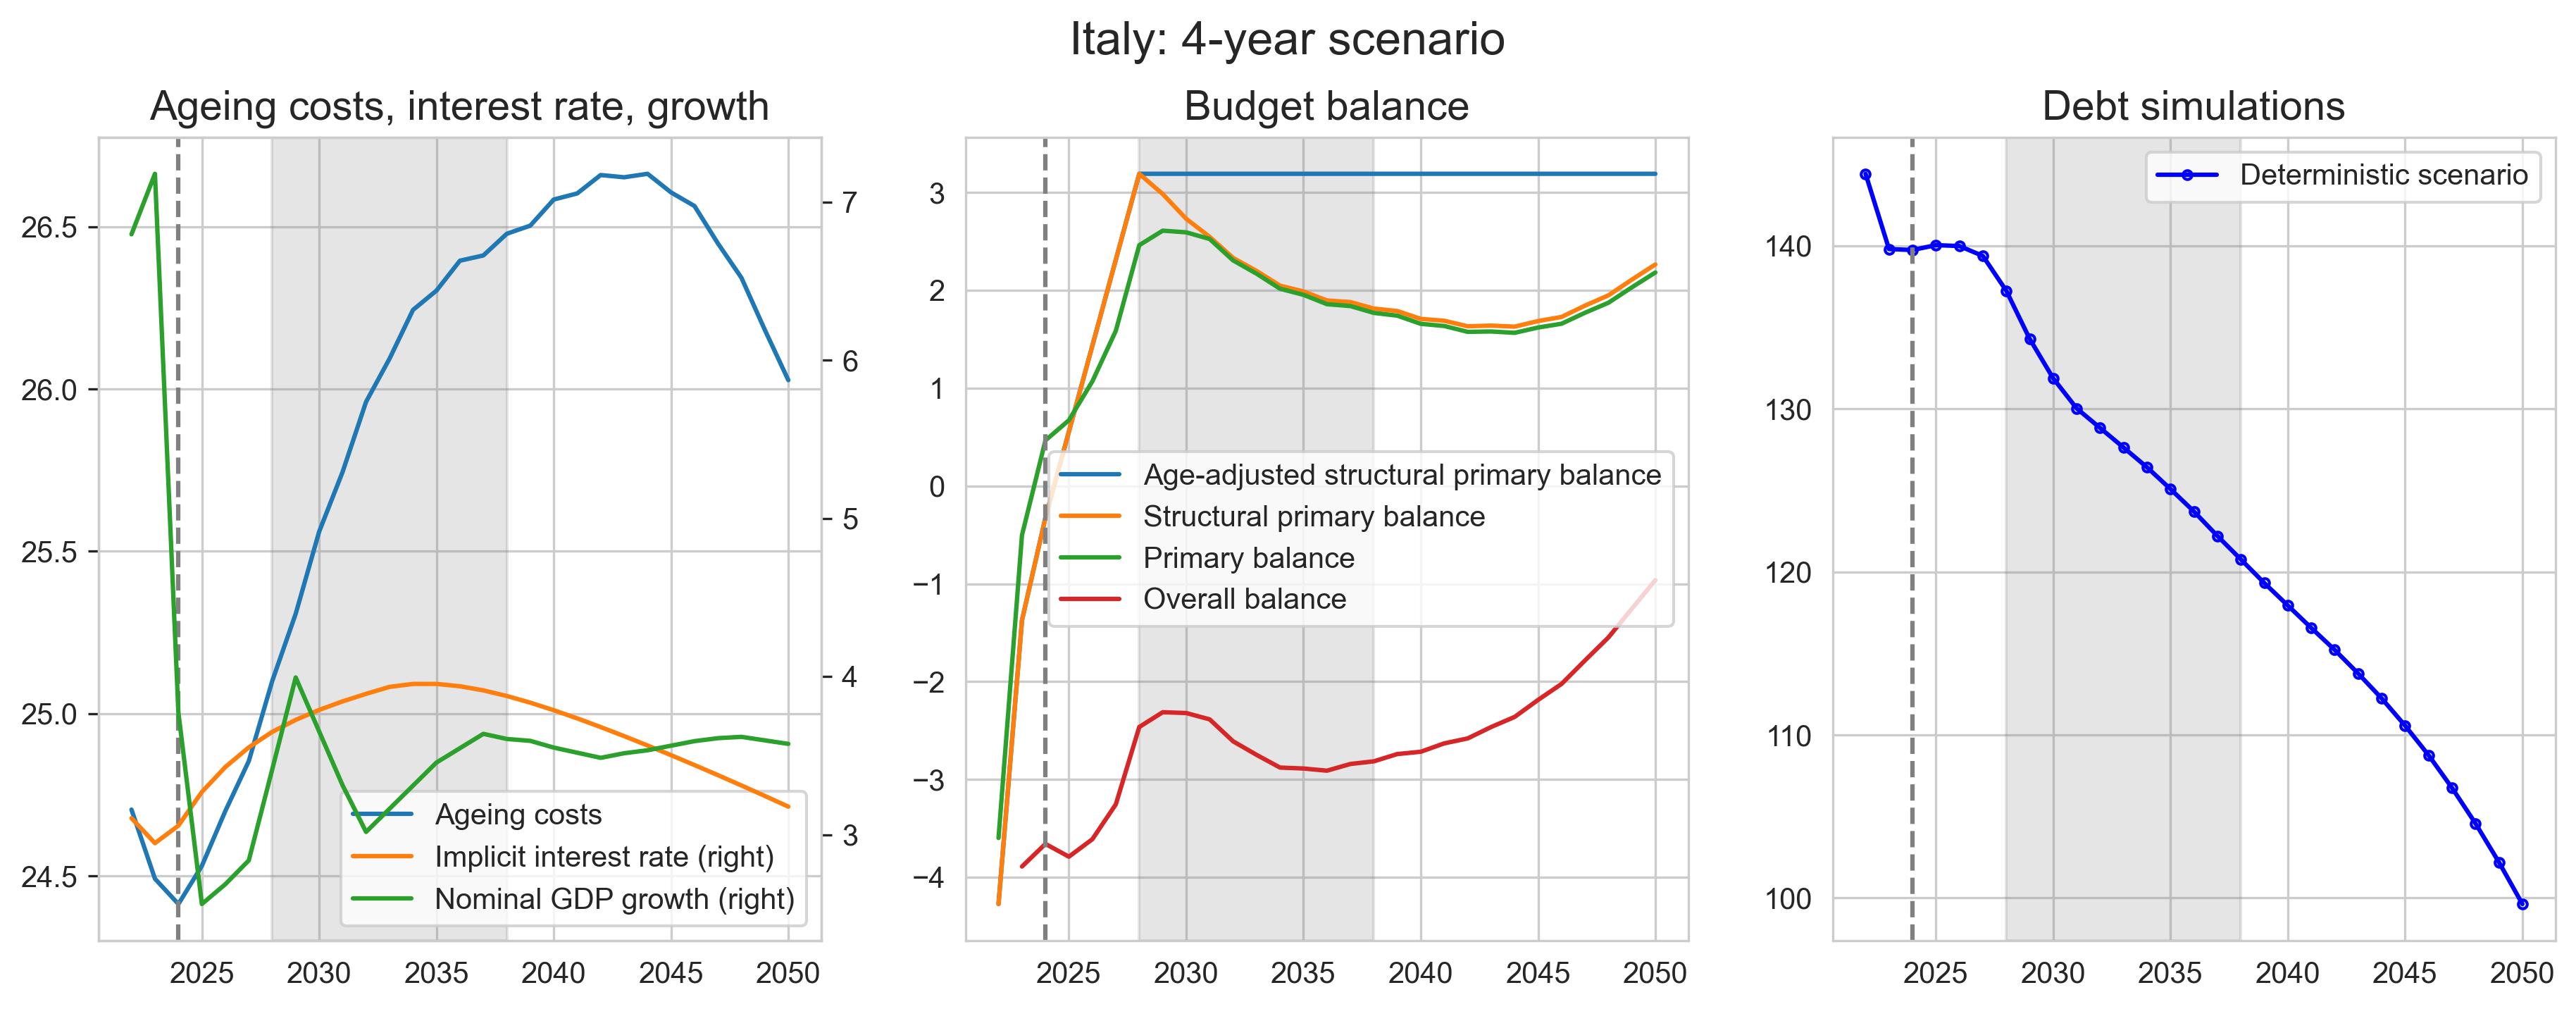 Italy: 4-year scenario
Ageing costs, interest rate, growth
26.5
26.0
25.5
25.0
24.5
7
6
5
4
3
Ageing costs
Implicit interest rate (right)
Nominal GDP growth (right)
2025 2030 2035 2040 2045 2050
Budget balance
3
2
1
0
−1
−2
−3
−4
Age-adjusted structural primary balance
Structural primary balance
Primary balance
Overall balance
2025 2030 2035 2040 2045 2050
Debt simulations
Deterministic scenario
140
130
120
110
100
2025 2030 2035 2040 2045 2050